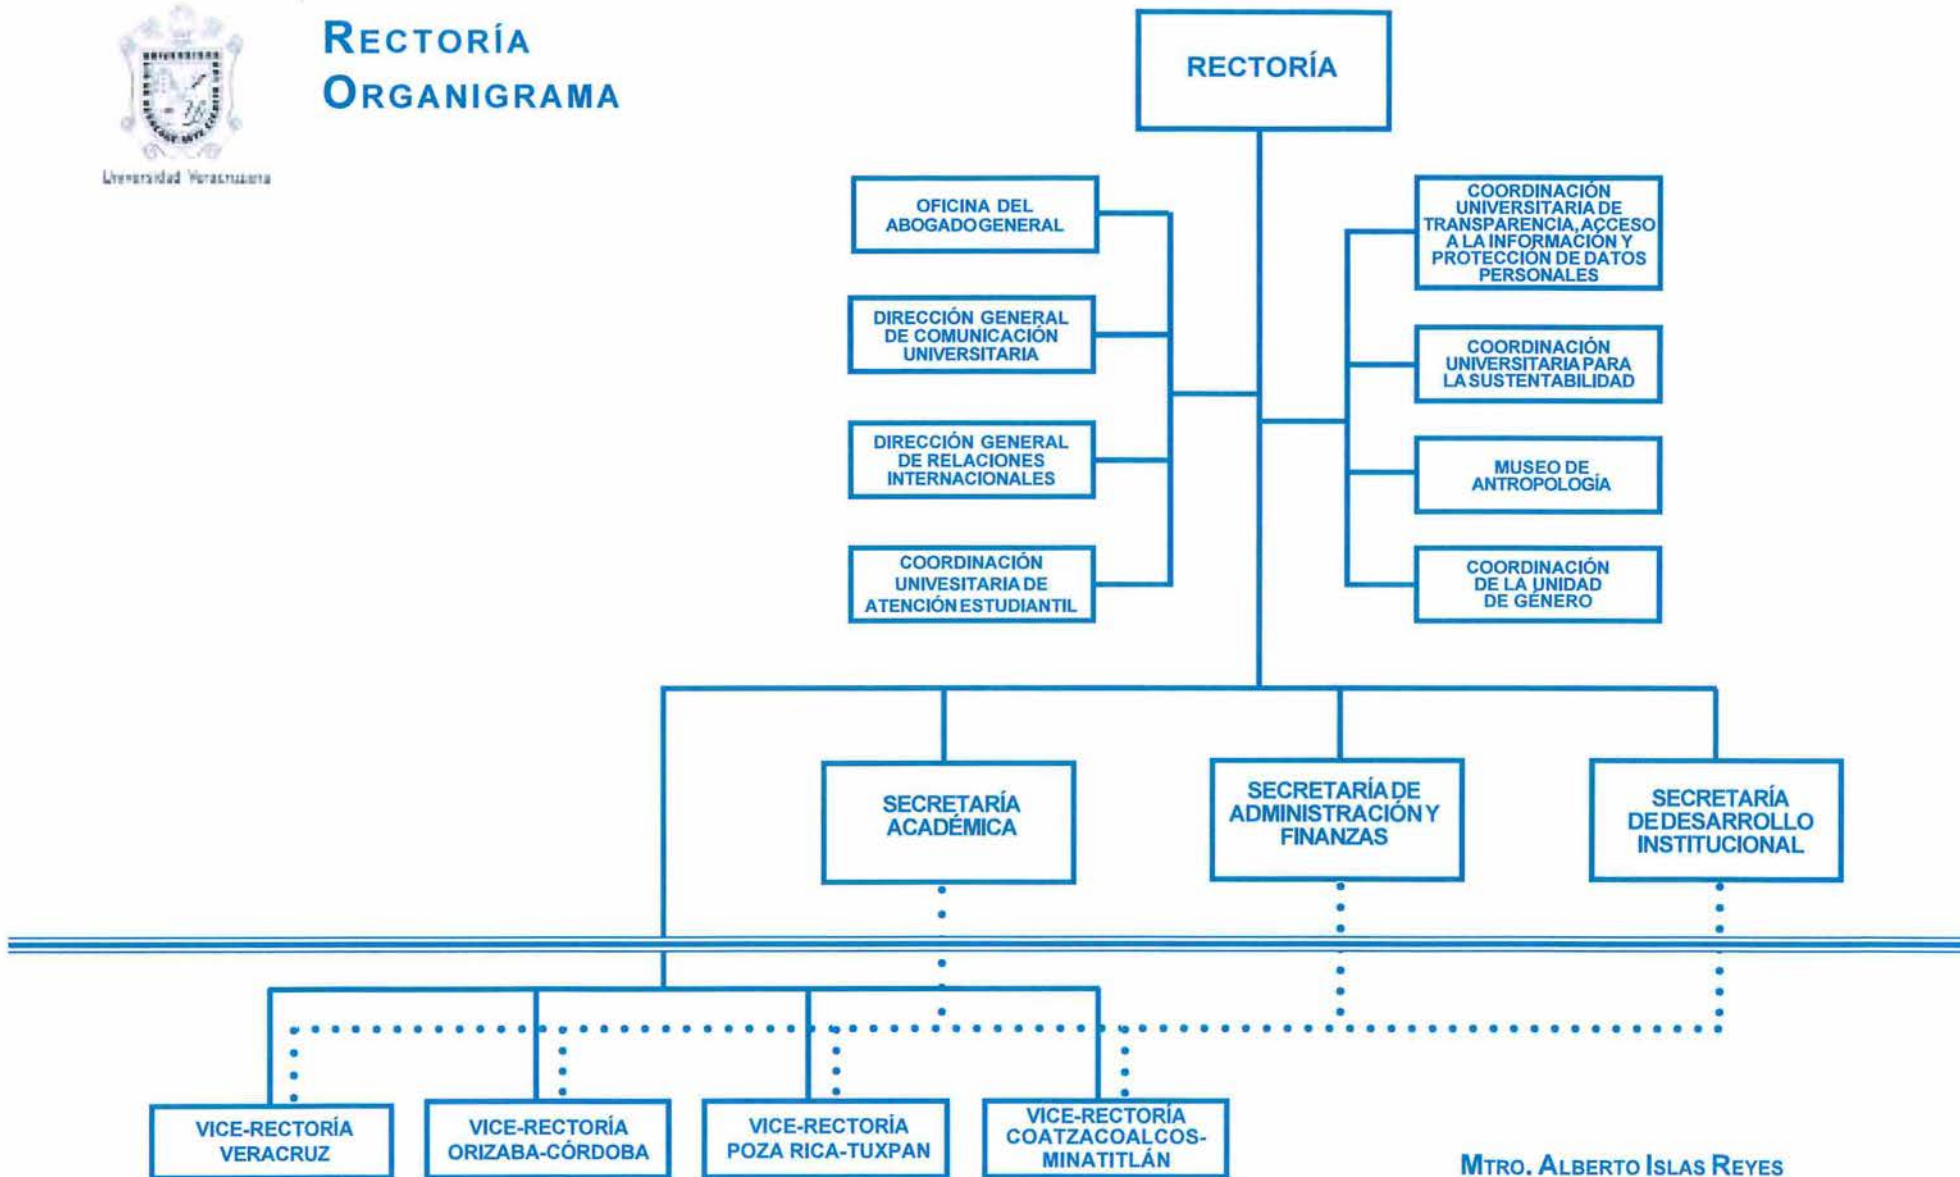 RECTORÍA
ORGANIGRAMA
Universidad Veracruzana
RECTORÍA
OFICINA DEL
ABOGADO GENERAL
DIRECCIÓN GENERAL
DE COMUNICACIÓN
UNIVERSITARIA
DIRECCIÓN GENERAL
DE RELACIONES
INTERNACIONALES
COORDINACIÓN
UNIVESITARIA DE
ATENCIÓN ESTUDIANTIL
COORDINACIÓN
UNIVERSITARIA DE
TRANSPARENCIA, ACCESO
A LA INFORMACIÓN Y
PROTECCIÓN DE DATOS
PERSONALES
COORDINACIÓN
UNIVERSITARIA PARA
LA SUSTENTABILIDAD
MUSEO DE
ANTROPOLOGÍA
COORDINACIÓN
DE LA UNIDAD
DE GÉNERO
SECRETARÍA
ACADÉMICA
SECRETARÍA DE
ADMINISTRACIÓN Y
FINANZAS
SECRETARÍA
DE DESARROLLO
INSTITUCIONAL
VICE-RECTORÍA
VERACRUZ
VICE-RECTORÍA
ORIZABA-CÓRDOBA
VICE-RECTORÍA
POZA RICA-TUXPAN
VICE-RECTORÍA
COATZACOALCOS-
MINATITLÁN
MTRO. ALBERTO ISLAS REYES